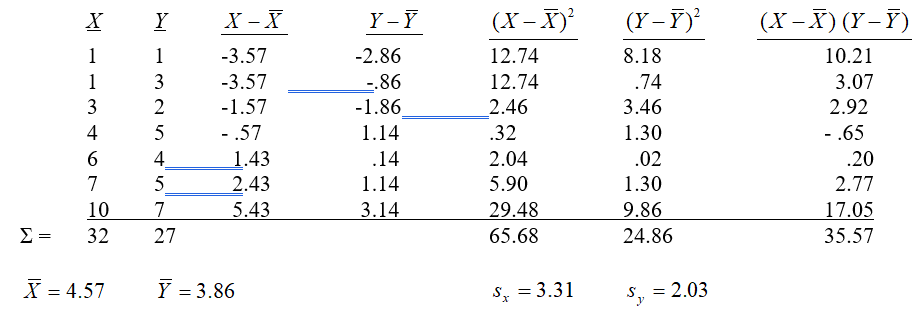 X Y X – X̅ Y – Y̅ (X – X̅)² (Y – Y̅)² (X – X̅) (Y – Y̅)
1 1 -3.57 -2.86 12.74 8.18 10.21
1 3 -3.57 -.86 12.74 .74 3.07
3 2 -1.57 -1.86 2.46 3.46 2.92
4 5 - .57 1.14 .32 1.30 - .65
6 4 1.43 .14 2.04 .02 .20
7 5 2.43 1.14 5.90 1.30 2.77
10 7 5.43 3.14 29.48 9.86 17.05
Σ = 32 27 65.68 24.86 35.57
X̅ = 4.57 Y̅ = 3.86 sₓ = 3.31 s_y = 2.03